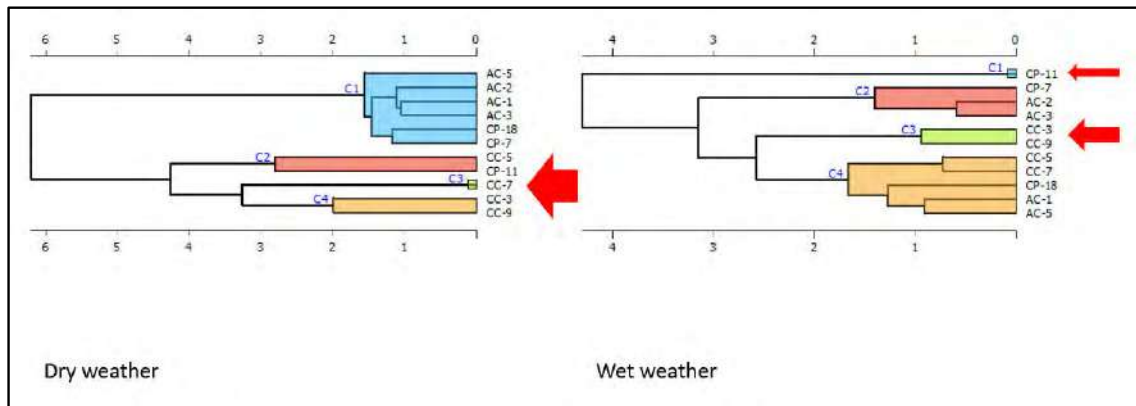 6 5 4 3 2 1 0
C1
AC-5
AC-2
AC-1
AC-3
CP-18
CP-7
C2
CC-5
CP-11
C3
CC-7
C4
CC-3
CC-9
6 5 4 3 2 1 0
Dry weather
4 3 2 1 0
C1
CP-11
C2
CP-7
AC-2
AC-3
C3
CC-3
CC-9
C4
CC-5
CC-7
CP-18
AC-1
AC-5
4 3 2 1 0
Wet weather